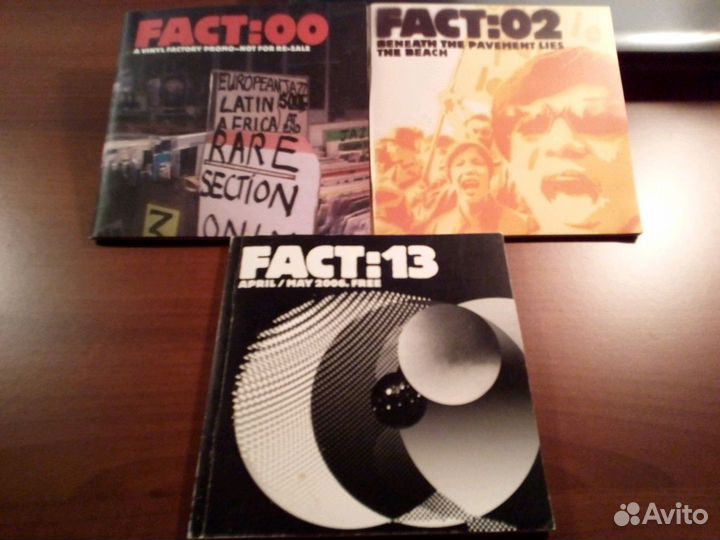 FACT:00
A VINYL FACTORY PROMO—NOT FOR RE-SALE
EUROPEAN JAZZ
LATIN
AFRICA
RARE
SECTION
ONLY
FACT:02
BENEATH THE PAVEMENT LIES
THE BEACH
FACT:13
APRIL/MAY 2006. FREE
Avito